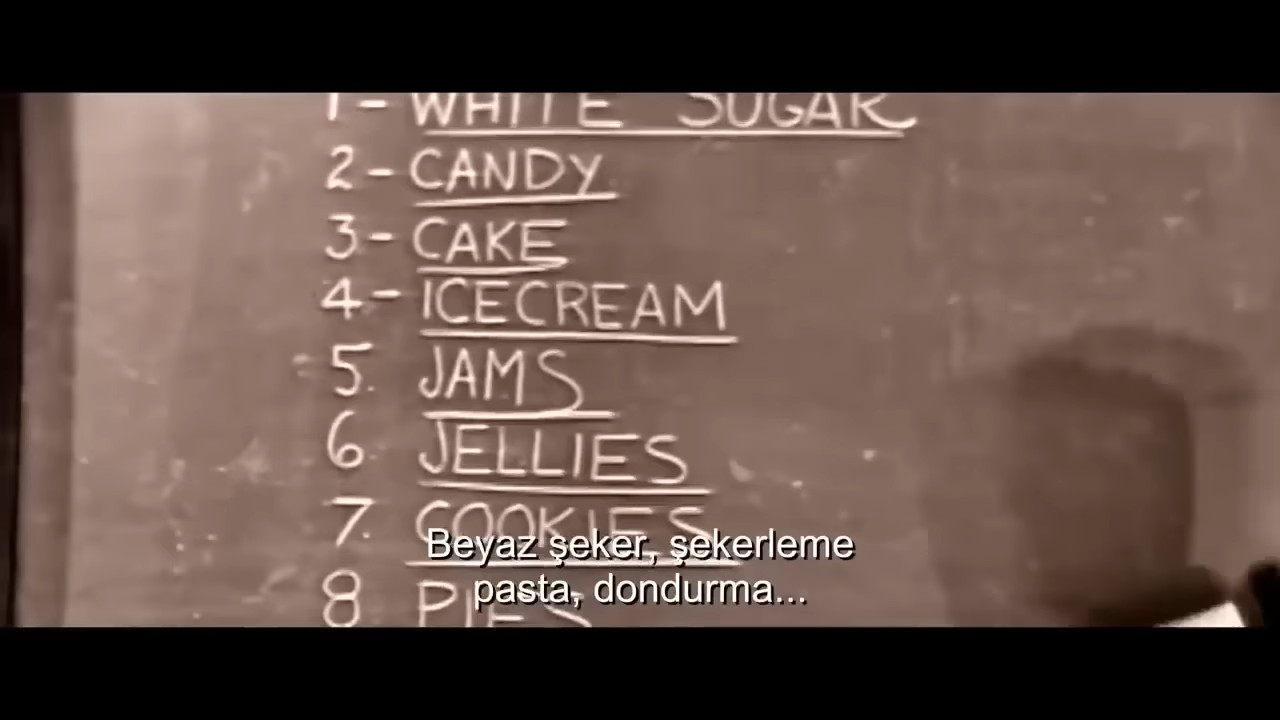 1- WHITE SUGAR
2- CANDY
3- CAKE
4- ICECREAM
5. JAMS
6 JELLIES
7. COOKIES
8 PIES
Beyaz şeker, şekerleme
pasta, dondurma...